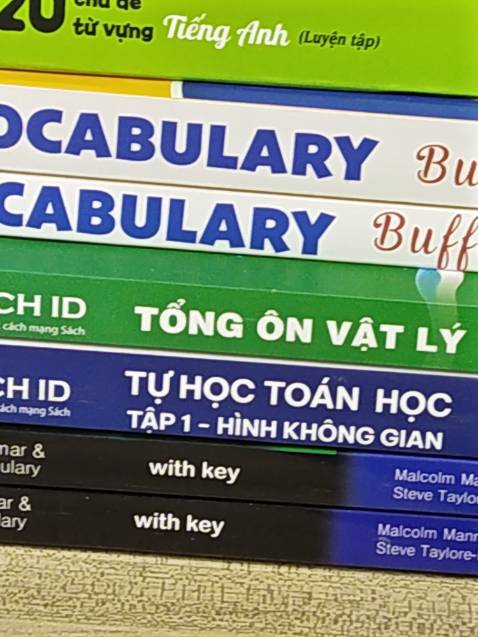 20 chủ đề
từ vựng Tiếng Anh (Luyện tập)
OCABULARY Bu
CABULARY Buff
CH ID TỔNG ÔN VẬT LÝ
cách mạng Sách
CH ID TỰ HỌC TOÁN HỌC
ách mạng Sách TẬP 1 - HÌNH KHÔNG GIAN
mar &
ulary with key Malcolm Ma
Steve Taylo
ar &
lary with key Malcolm Mann
Steve Taylore-